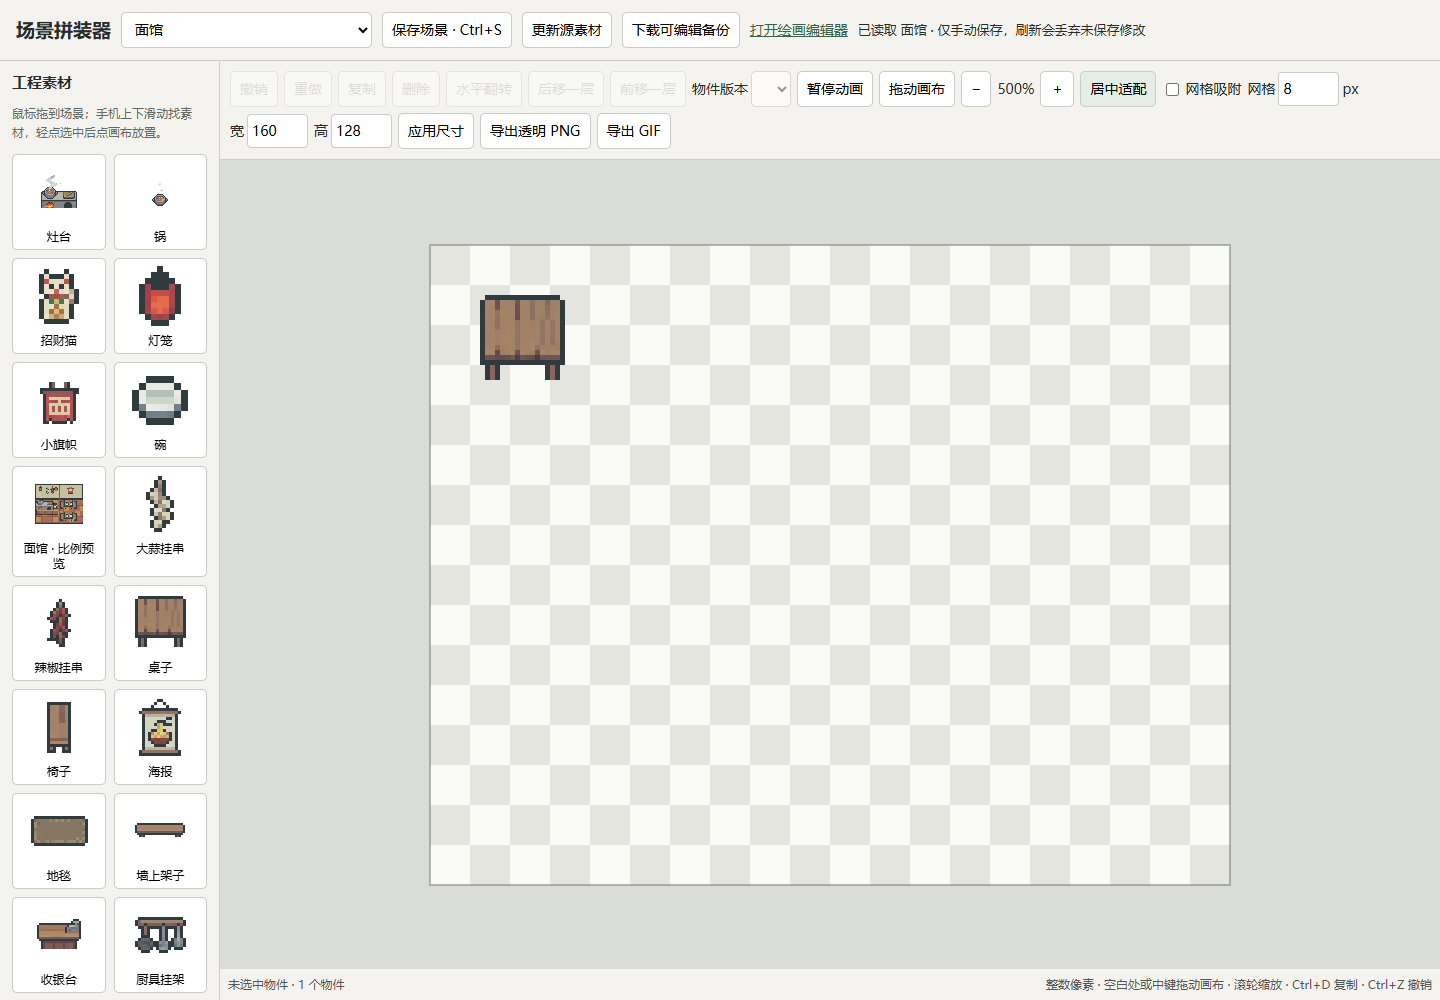 场景拼装器
面馆
保存场景 · Ctrl+S
更新源素材
下载可编辑备份
打开绘画编辑器
已读取 面馆 · 仅手动保存，刷新会丢弃未保存修改
工程素材
鼠标拖到场景；手机上下滑动找素
材，轻点选中后点画布放置。
撤销
重做
复制
删除
水平翻转
后移一层
前移一层
物件版本
暂停动画
拖动画布
−
500%
+
居中适配
网格吸附
网格
8
px
宽
160
高
128
应用尺寸
导出透明 PNG
导出 GIF
灶台
锅
招财猫
灯笼
小旗帜
碗
面馆 · 比例预
览
大蒜挂串
辣椒挂串
桌子
椅子
海报
地毯
墙上架子
收银台
厨具挂架
未选中物件 · 1 个物件
整数像素 · 空白处或中键拖动画布 · 滚轮缩放 · Ctrl+D 复制 · Ctrl+Z 撤销